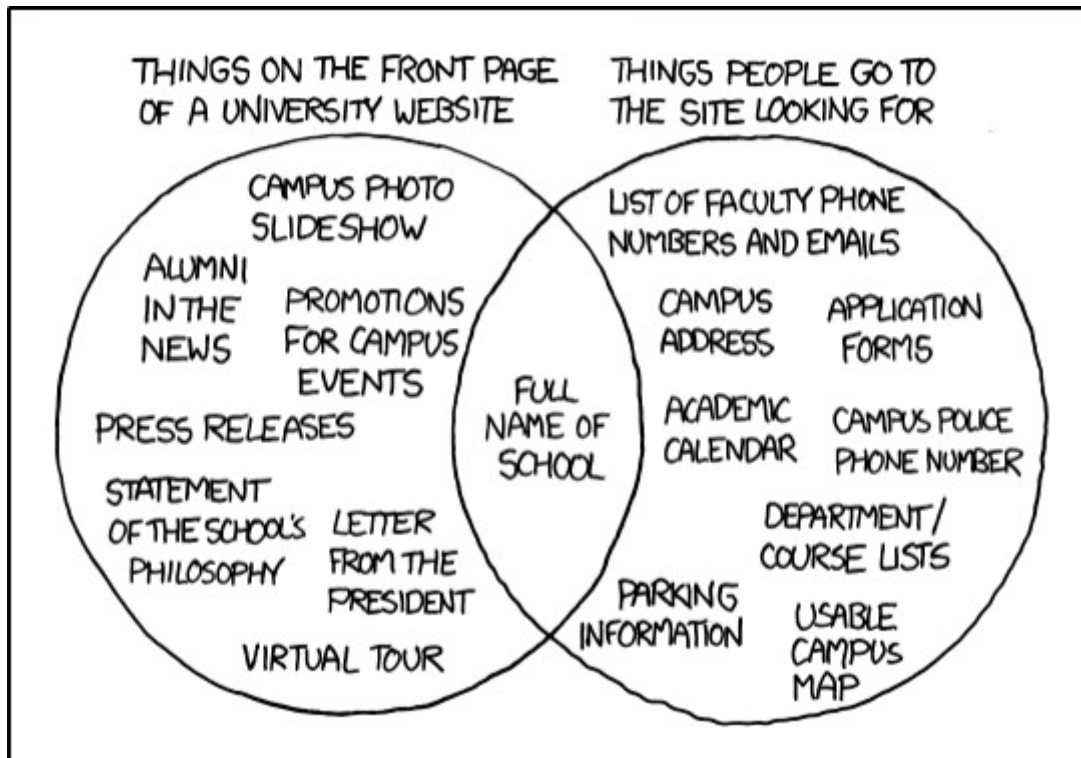 THINGS ON THE FRONT PAGE
OF A UNIVERSITY WEBSITE
THINGS PEOPLE GO TO
THE SITE LOOKING FOR
CAMPUS PHOTO
SLIDESHOW
ALUMNI
IN THE
NEWS
PROMOTIONS
FOR CAMPUS
EVENTS
PRESS RELEASES
STATEMENT
OF THE SCHOOL'S
PHILOSOPHY
LETTER
FROM THE
PRESIDENT
VIRTUAL TOUR
FULL
NAME OF
SCHOOL
LIST OF FACULTY PHONE
NUMBERS AND EMAILS
CAMPUS
ADDRESS
APPLICATION
FORMS
ACADEMIC
CALENDAR
CAMPUS POLICE
PHONE NUMBER
DEPARTMENT/
COURSE LISTS
PARKING
INFORMATION
USABLE
CAMPUS
MAP